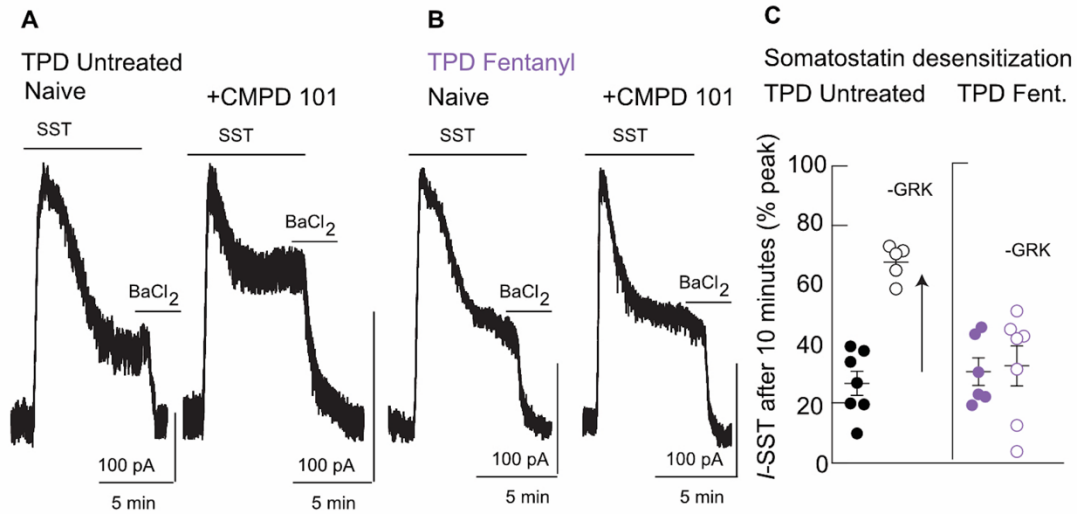 A
TPD Untreated
Naive
+CMPD 101
SST
SST
BaCl2
BaCl2
100 pA
5 min
100 pA
5 min
B
TPD Fentanyl
Naive
+CMPD 101
SST
SST
BaCl2
BaCl2
100 pA
5 min
100 pA
5 min
C
Somatostatin desensitization
TPD Untreated
TPD Fent.
I-SST after 10 minutes (% peak)
100
80
60
40
20
0
-GRK
-GRK